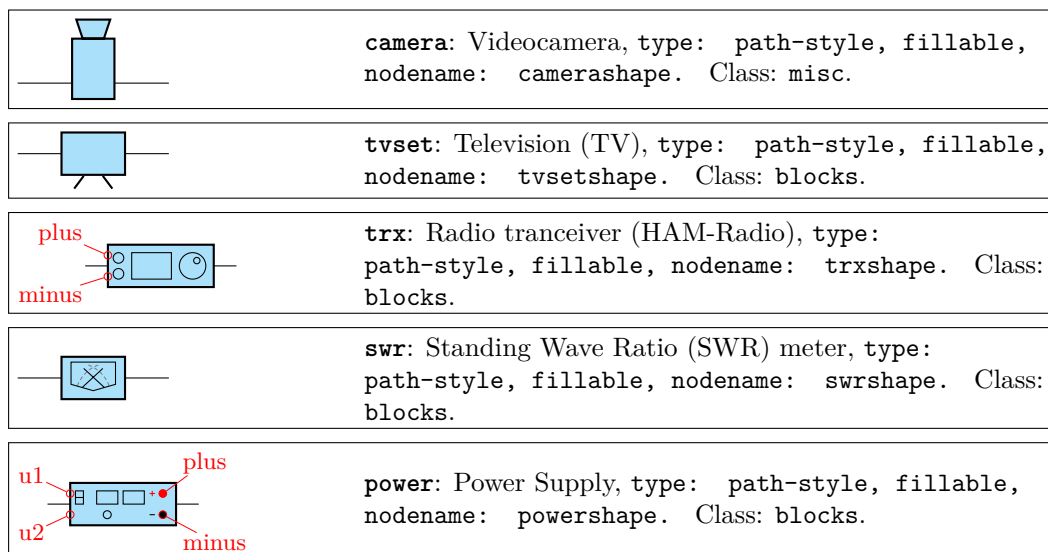 camera: Videocamera, type: path-style, fillable,
nodename: camerashape. Class: misc.
tvset: Television (TV), type: path-style, fillable,
nodename: tvsetshape. Class: blocks.
plus
minus
trx: Radio tranceiver (HAM-Radio), type:
path-style, fillable, nodename: trxshape. Class:
blocks.
swr: Standing Wave Ratio (SWR) meter, type:
path-style, fillable, nodename: swrshape. Class:
blocks.
u1
plus
+
−
u2
minus
power: Power Supply, type: path-style, fillable,
nodename: powershape. Class: blocks.